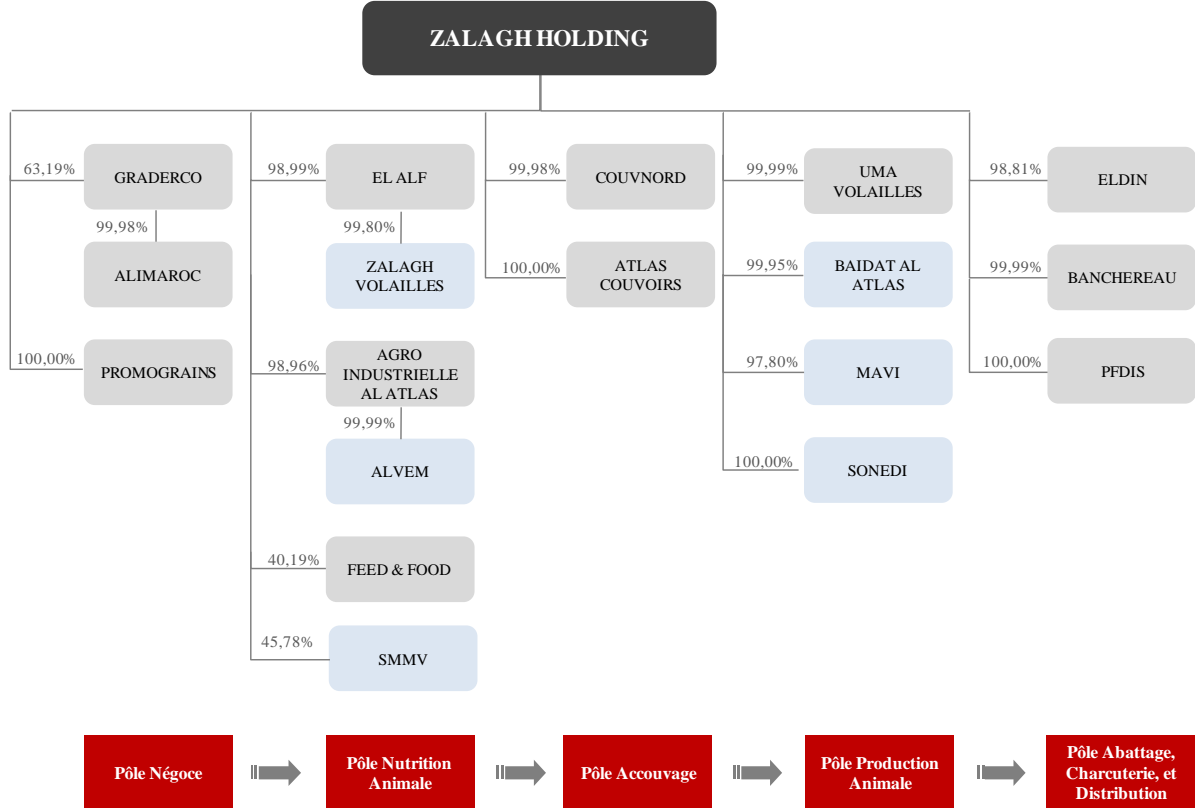 ZALAGH HOLDING
63,19%
GRADERCO
99,98%
ALIMAROC
100,00%
PROMOGRAINS
98,99%
EL ALF
99,80%
ZALAGH
VOLAILLES
98,96%
AGRO
INDUSTRIELLE
AL ATLAS
99,99%
ALVEM
40,19%
FEED & FOOD
45,78%
SMMV
99,98%
COUVNORD
100,00%
ATLAS
COUVOIRS
99,99%
UMA
VOLAILLES
99,95%
BAIDAT AL
ATLAS
97,80%
MAVI
100,00%
SONEDI
98,81%
ELDIN
99,99%
BANCHEREAU
100,00%
PFDIS
Pôle Négoce
Pôle Nutrition
Animale
Pôle Accouvage
Pôle Production
Animale
Pôle Abattage,
Charcuterie, et
Distribution